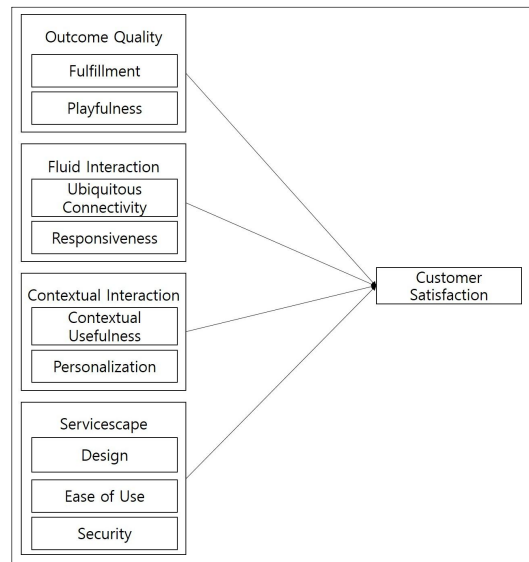 Outcome Quality
Fulfillment
Playfulness
Fluid Interaction
Ubiquitous
Connectivity
Responsiveness
Contextual Interaction
Contextual
Usefulness
Personalization
Servicescape
Design
Ease of Use
Security
Customer
Satisfaction